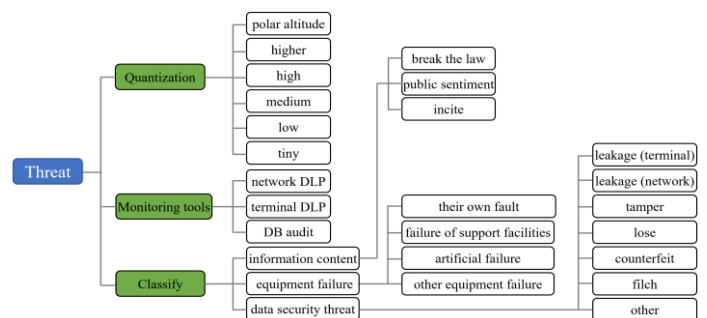 Threat
Quantization
polar altitude
higher
high
medium
low
tiny
Monitoring tools
network DLP
terminal DLP
DB audit
Classify
information content
equipment failure
data security threat
break the law
public sentiment
incite
their own fault
failure of support facilities
artificial failure
other equipment failure
leakage (terminal)
leakage (network)
tamper
lose
counterfeit
filch
other